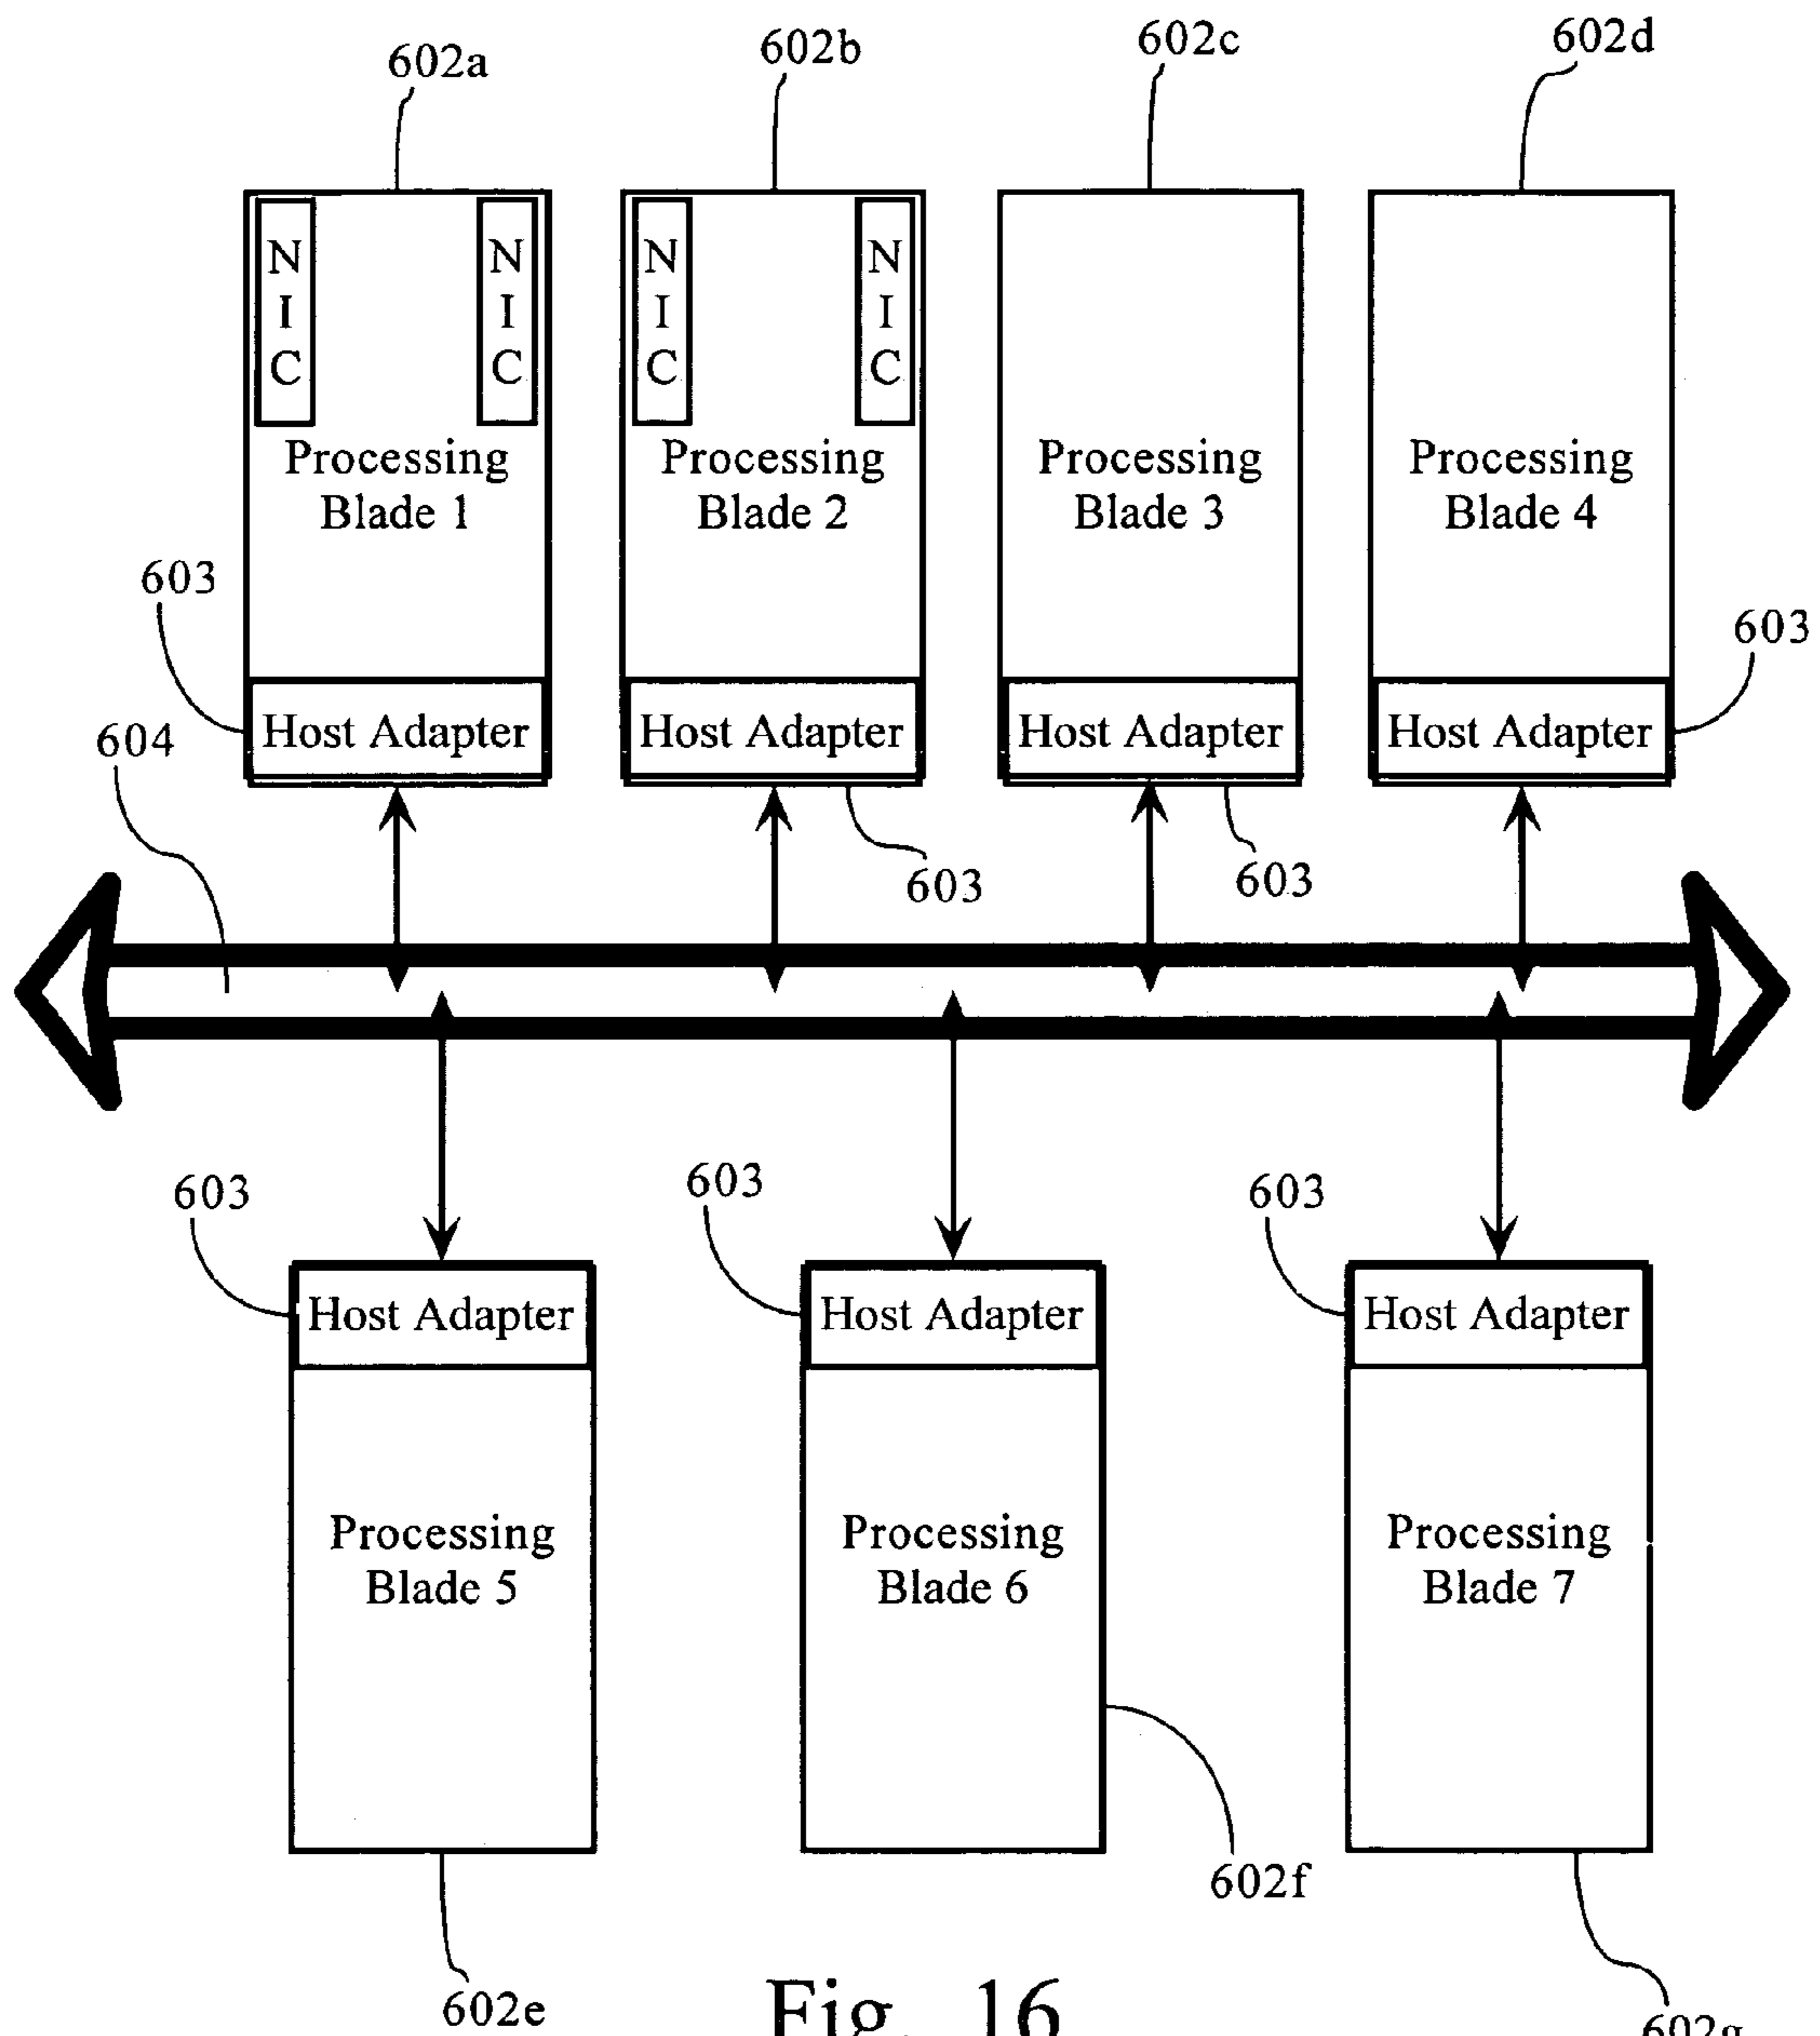 602a
602b
602c
602d
N
I
C
N
I
C
N
I
C
N
I
C
Processing
Blade 1
Processing
Blade 2
Processing
Blade 3
Processing
Blade 4
603
603
604
Host Adapter
Host Adapter
Host Adapter
Host Adapter
603
603
603
603
603
Host Adapter
Host Adapter
Host Adapter
Processing
Blade 5
Processing
Blade 6
Processing
Blade 7
602f
602e
Fig. 16
602g